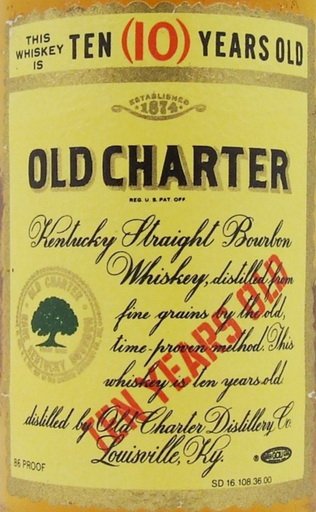 THIS WHISKEY IS TEN (10) YEARS OLD
ESTABLISHED
1874
OLD CHARTER
REG. U.S. PAT. OFF
Kentucky Straight Bourbon
Whiskey, distilled from
fine grains by the old,
time-proven method. This
whiskey is ten years old
distilled by Old Charter Distillery Co.
Louisville, Ky.
TEN YEARS OLD
OLD CHARTER
KENTUCKY BOURBON
86 PROOF
SD 16.108.36.00